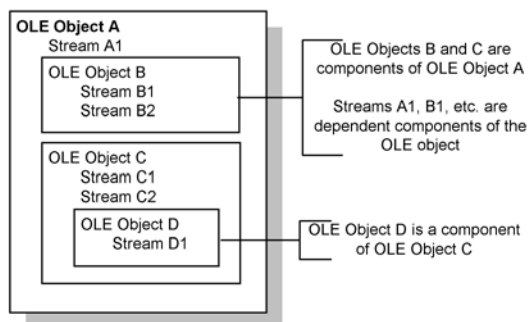 OLE Object A
Stream A1
OLE Object B
Stream B1
Stream B2
OLE Object C
Stream C1
Stream C2
OLE Object D
Stream D1
OLE Objects B and C are
components of OLE Object A
Streams A1, B1, etc. are
dependent components of the
OLE object
OLE Object D is a component
of OLE Object C